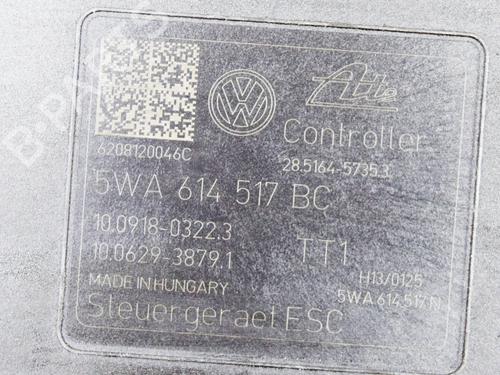 Ate
Controller
6208120046C
28.5164-5735.3
5WA 614 517 BC
10.0918-0322.3
10.0629-3879.1
TT1
H13/0125
MADE IN HUNGARY
5WA 614 517 N
Steuergeraet ESC
B-PARTS